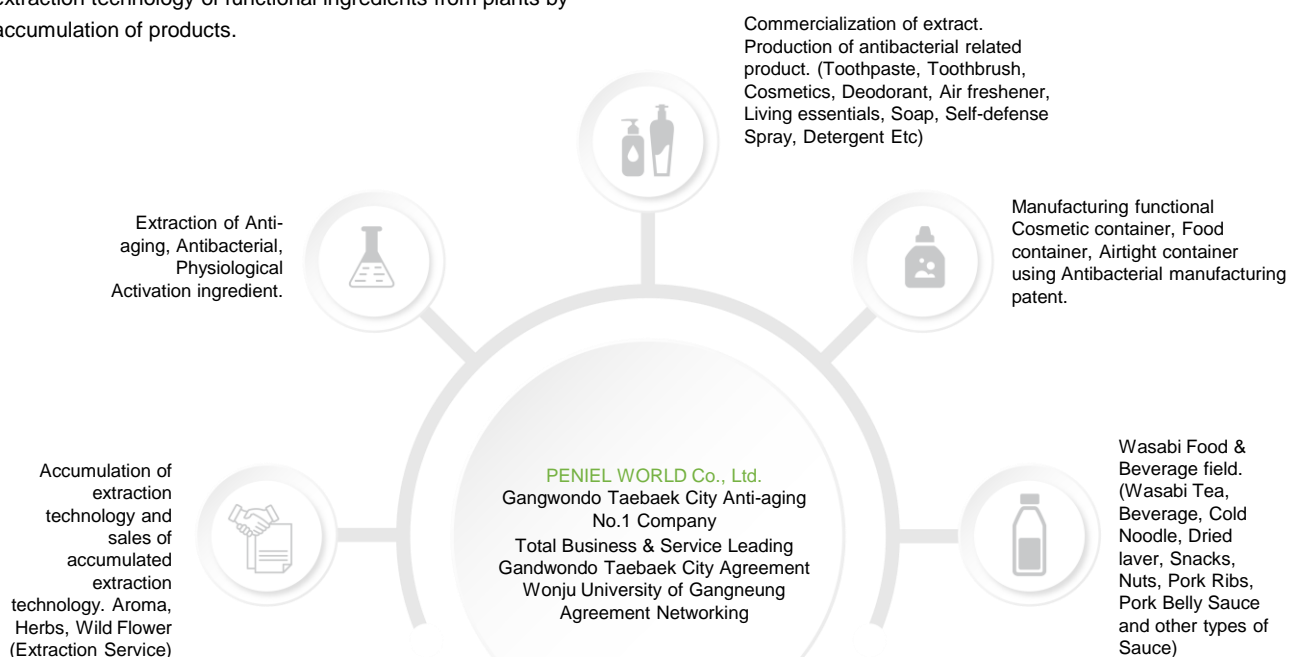 extraction technology of functional ingredients from plants by
accumulation of products.
Commercialization of extract.
Production of antibacterial related
product. (Toothpaste, Toothbrush,
Cosmetics, Deodorant, Air freshener,
Living essentials, Soap, Self-defense
Spray, Detergent Etc)
Extraction of Anti-
aging, Antibacterial,
Physiological
Activation ingredient.
Manufacturing functional
Cosmetic container, Food
container, Airtight container
using Antibacterial manufacturing
patent.
Accumulation of
extraction
technology and
sales of
accumulated
extraction
technology. Aroma,
Herbs, Wild Flower
(Extraction Service)
PENIEL WORLD Co., Ltd.
Gangwondo Taebaek City Anti-aging
No.1 Company
Total Business & Service Leading
Gandwondo Taebaek City Agreement
Wonju University of Gangneung
Agreement Networking
Wasabi Food &
Beverage field.
(Wasabi Tea,
Beverage, Cold
Noodle, Dried
laver, Snacks,
Nuts, Pork Ribs,
Pork Belly Sauce
and other types of
Sauce)